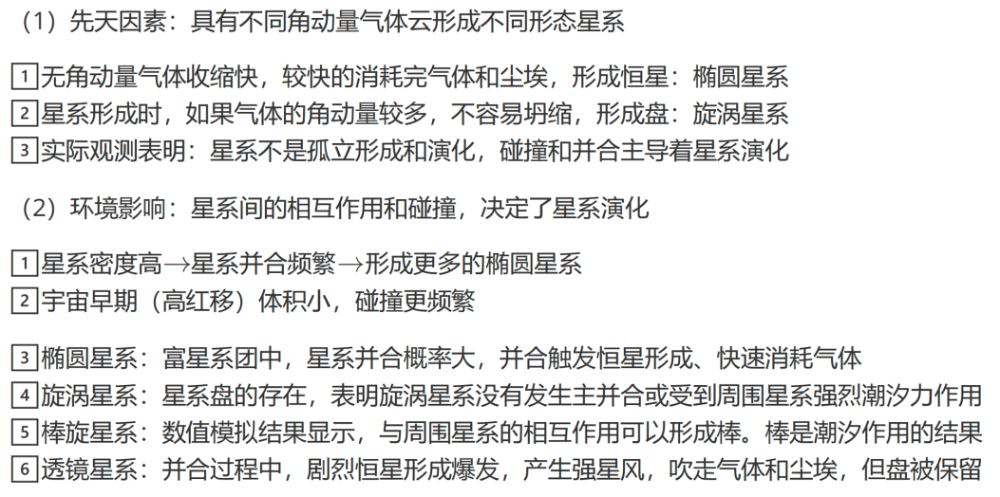 （1）先天因素：具有不同角动量气体云形成不同形态星系
1无角动量气体收缩快，较快的消耗完气体和尘埃，形成恒星：椭圆星系
2星系形成时，如果气体的角动量较多，不容易坍缩，形成盘：旋涡星系
3实际观测表明：星系不是孤立形成和演化，碰撞和并合主导着星系演化
（2）环境影响：星系间的相互作用和碰撞，决定了星系演化
1星系密度高→星系并合频繁→形成更多的椭圆星系
2宇宙早期（高红移）体积小，碰撞更频繁
3椭圆星系：富星系团中，星系并合概率大，并合触发恒星形成、快速消耗气体
4旋涡星系：星系盘的存在，表明旋涡星系没有发生主并合或受到周围星系强烈潮汐力作用
5棒旋星系：数值模拟结果显示，与周围星系的相互作用可以形成棒。棒是潮汐作用的结果
6透镜星系：并合过程中，剧烈恒星形成爆发，产生强星风，吹走气体和尘埃，但盘被保留